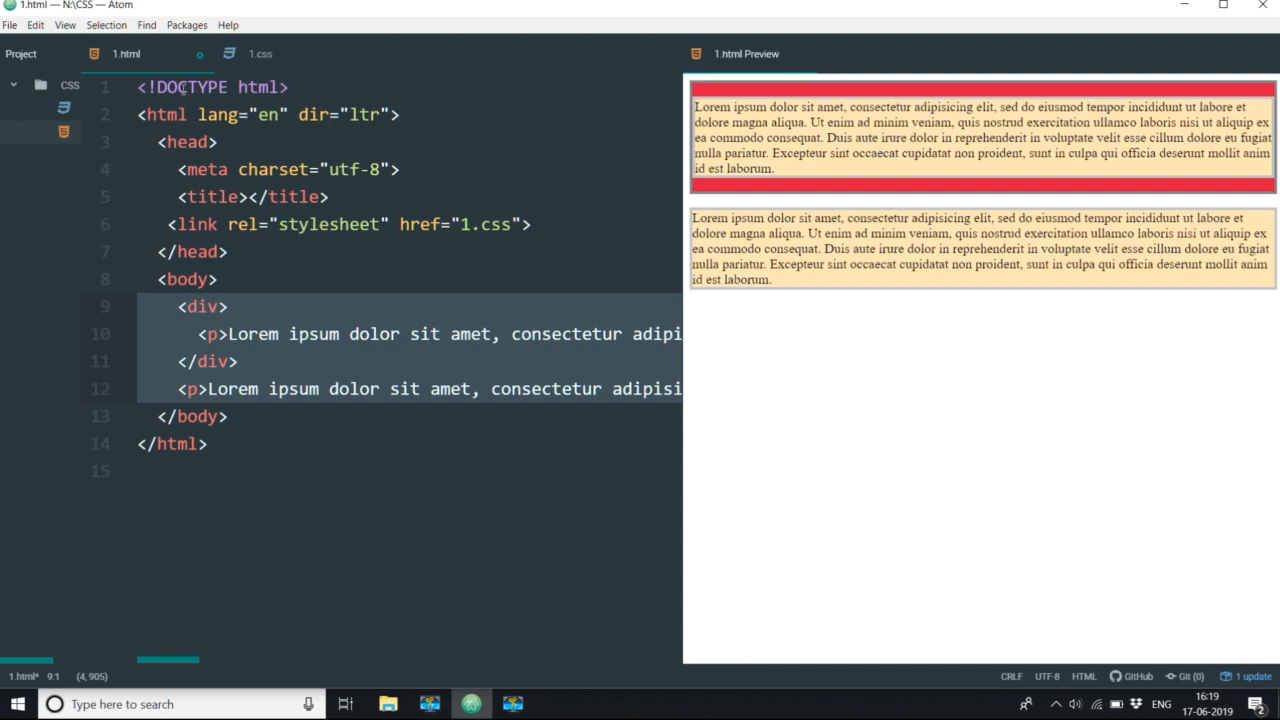 1.html — N:\CSS — Atom
File Edit View Selection Find Packages Help
Project 1.html 1.css 1.html Preview
CSS
1 <!DOCTYPE html>
2 <html lang="en" dir="ltr">
3 <head>
4 <meta charset="utf-8">
5 <title></title>
6 <link rel="stylesheet" href="1.css">
7 </head>
8 <body>
9 <div>
10 <p>Lorem ipsum dolor sit amet, consectetur adipi
11 </div>
12 <p>Lorem ipsum dolor sit amet, consectetur adipisi
13 </body>
14 </html>
15
Lorem ipsum dolor sit amet, consectetur adipisicing elit, sed do eiusmod tempor incididunt ut labore et
dolore magna aliqua. Ut enim ad minim veniam, quis nostrud exercitation ullamco laboris nisi ut aliquip ex
ea commodo consequat. Duis aute irure dolor in reprehenderit in voluptate velit esse cillum dolore eu fugiat
nulla pariatur. Excepteur sint occaecat cupidatat non proident, sunt in culpa qui officia deserunt mollit anim
id est laborum.
Lorem ipsum dolor sit amet, consectetur adipisicing elit, sed do eiusmod tempor incididunt ut labore et
dolore magna aliqua. Ut enim ad minim veniam, quis nostrud exercitation ullamco laboris nisi ut aliquip ex
ea commodo consequat. Duis aute irure dolor in reprehenderit in voluptate velit esse cillum dolore eu fugiat
nulla pariatur. Excepteur sint occaecat cupidatat non proident, sunt in culpa qui officia deserunt mollit anim
id est laborum.
1.html* 9:1 (4, 905) CRLF UTF-8 HTML GitHub Git (0) 1 update
Type here to search ENG 16:19
17-06-2019 2